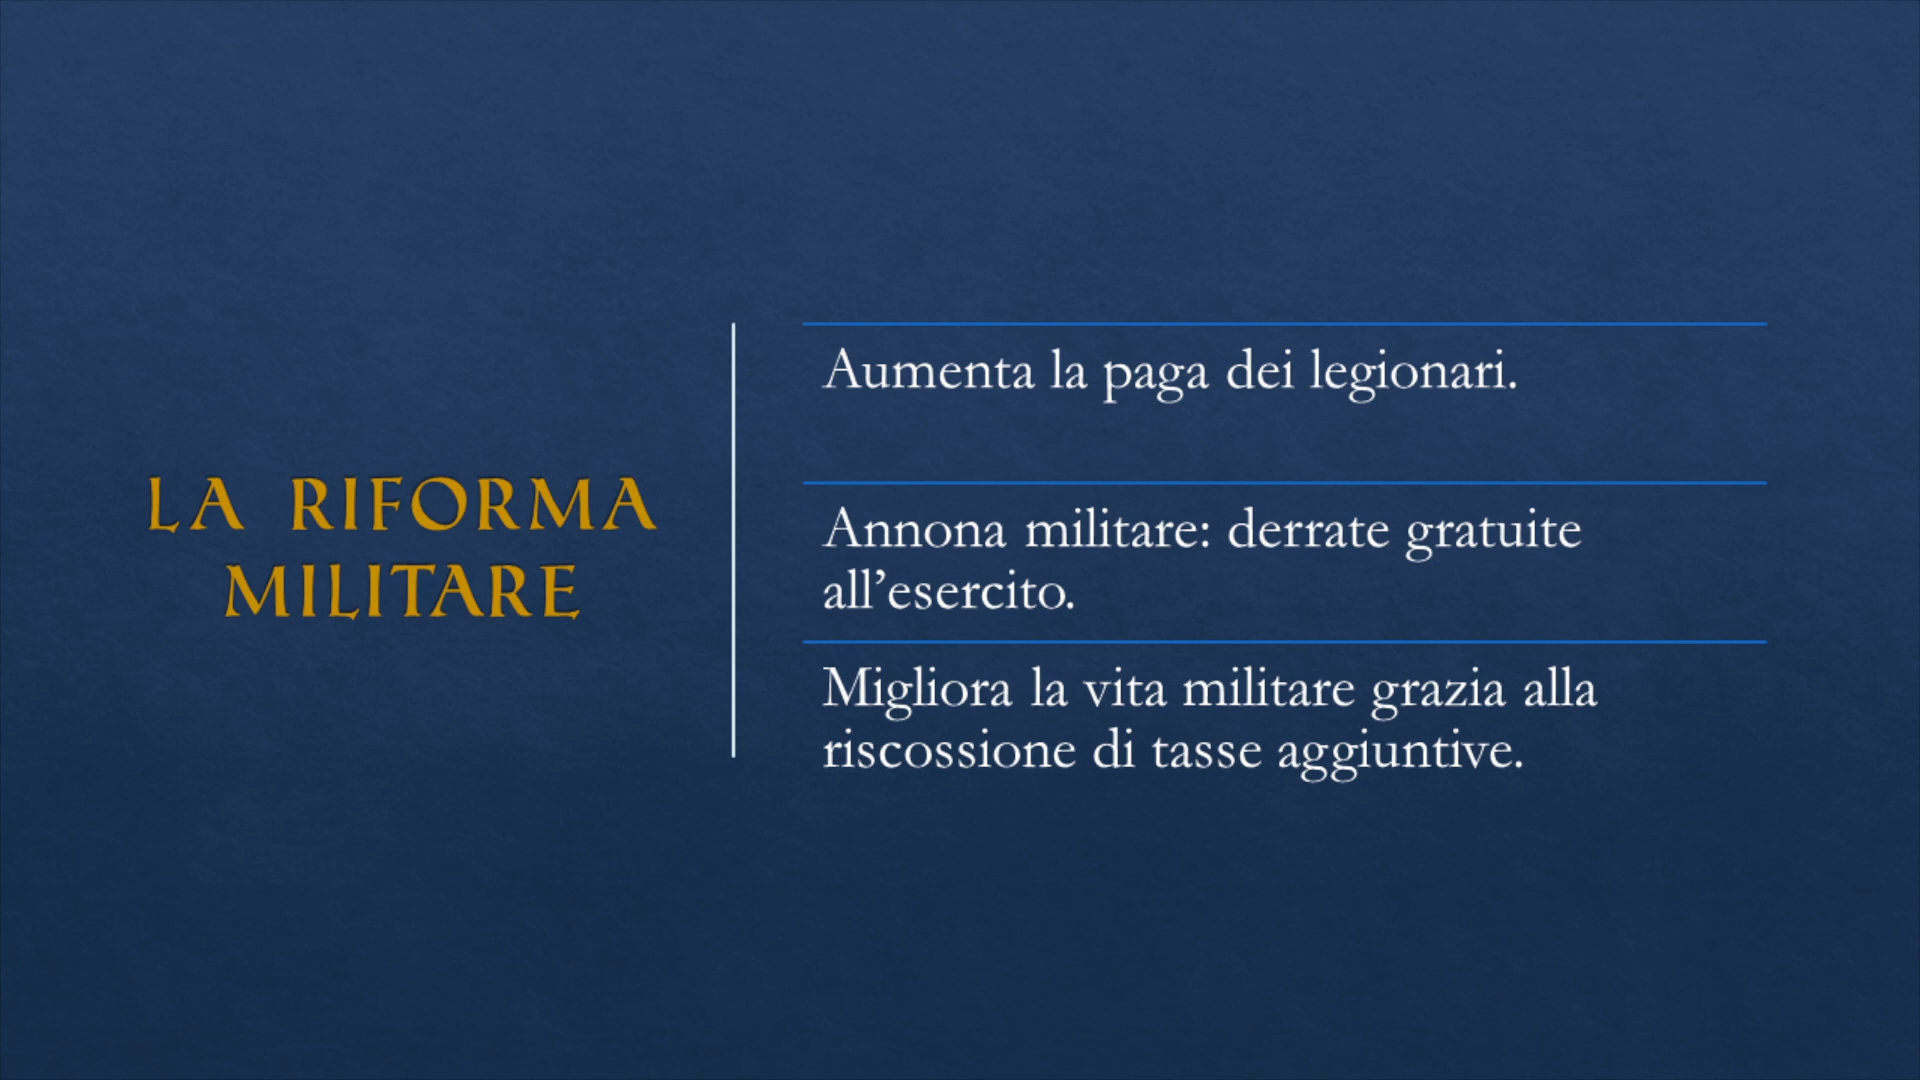 LA RIFORMA
MILITARE
Aumenta la paga dei legionari.
Annona militare: derrate gratuite
all’esercito.
Migliora la vita militare grazia alla
riscossione di tasse aggiuntive.